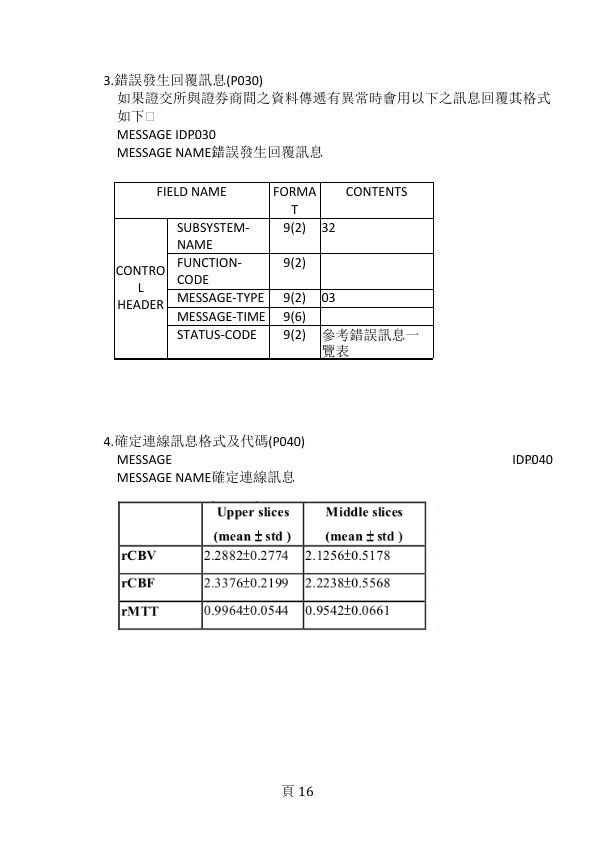 3.錯誤發生回覆訊息(P030)
如果證交所與證券商間之資料傳遞有異常時會用以下之訊息回覆其格式
如下□
MESSAGE IDP030
MESSAGE NAME錯誤發生回覆訊息
FIELD NAME FORMA CONTENTS
T
SUBSYSTEM- 9(2) 32
NAME
FUNCTION- 9(2)
CODE
CONTRO
L
HEADER
MESSAGE-TYPE 9(2) 03
MESSAGE-TIME 9(6)
STATUS-CODE 9(2) 參考錯誤訊息一
覽表
4.確定連線訊息格式及代碼(P040)
MESSAGE IDP040
MESSAGE NAME確定連線訊息
Upper slices Middle slices
(mean ± std ) (mean ± std )
rCBV 2.2882±0.2774 2.1256±0.5178
rCBF 2.3376±0.2199 2.2238±0.5568
rMTT 0.9964±0.0544 0.9542±0.0661
頁 16